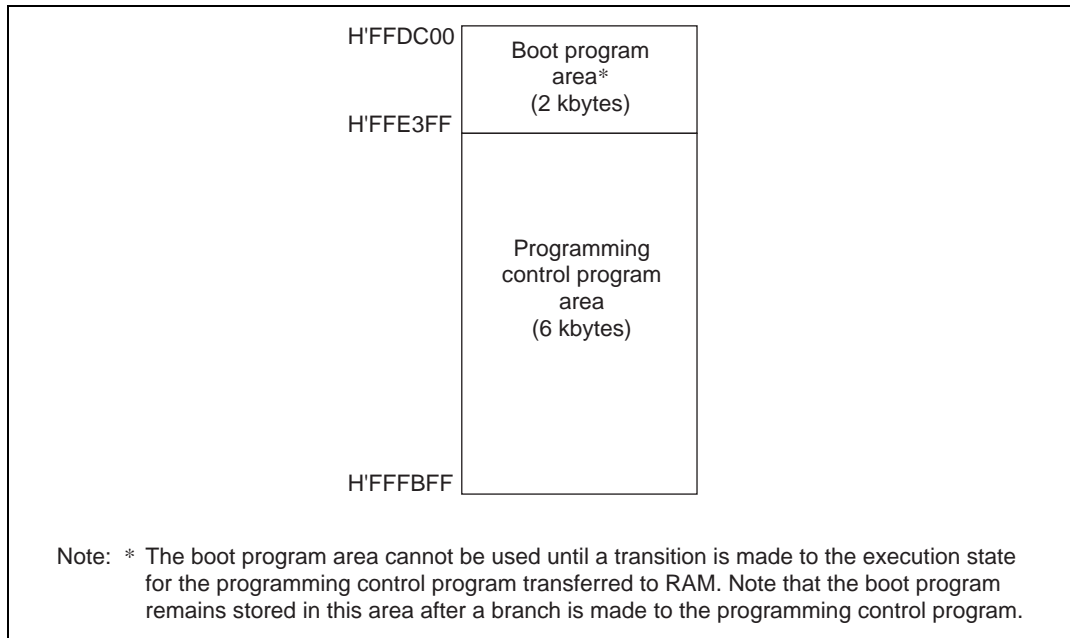 H'FFDC00
Boot program
area*
(2 kbytes)
H'FFE3FF
Programming
control program
area
(6 kbytes)
H'FFFBFF
Note: * The boot program area cannot be used until a transition is made to the execution state
for the programming control program transferred to RAM. Note that the boot program
remains stored in this area after a branch is made to the programming control program.